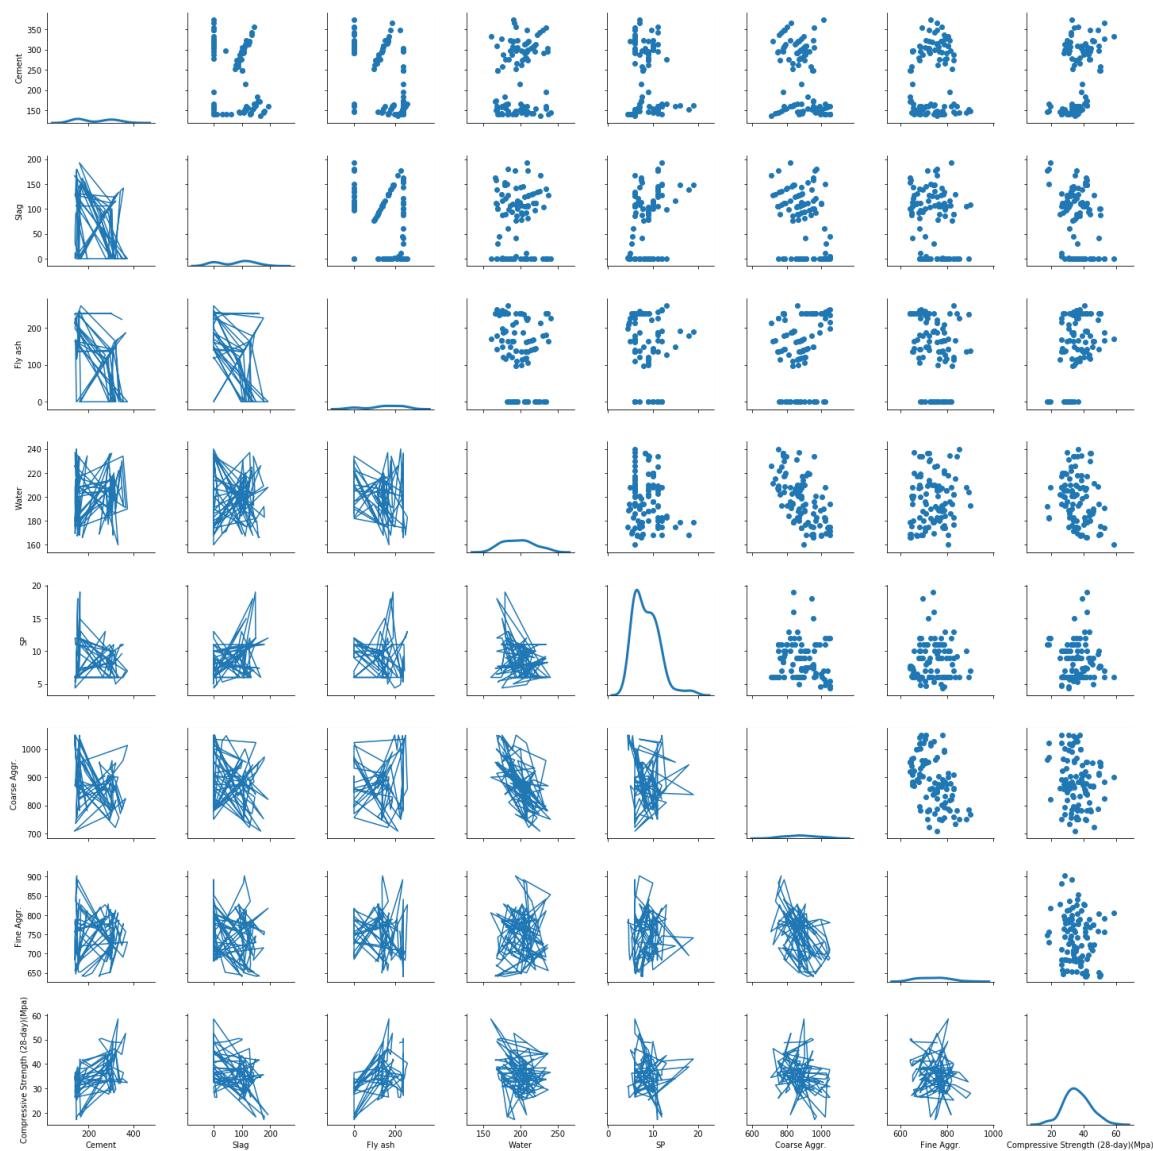 350
300
250
200
150
Cement
200
150
100
50
0
Slag
200
100
0
Fly ash
240
220
200
180
160
Water
20
15
10
5
SP
1000
900
800
700
Coarse Aggr.
900
850
800
750
700
650
Fine Aggr.
60
50
40
30
20
Compressive Strength (28-day)(Mpa)
200 400
0 100 200
0 200
150 200 250
0 10 20
600 800 1000
600 800 1000
20 40 60
Cement
Slag
Fly ash
Water
SP
Coarse Aggr.
Fine Aggr.
Compressive Strength (28-day)(Mpa)